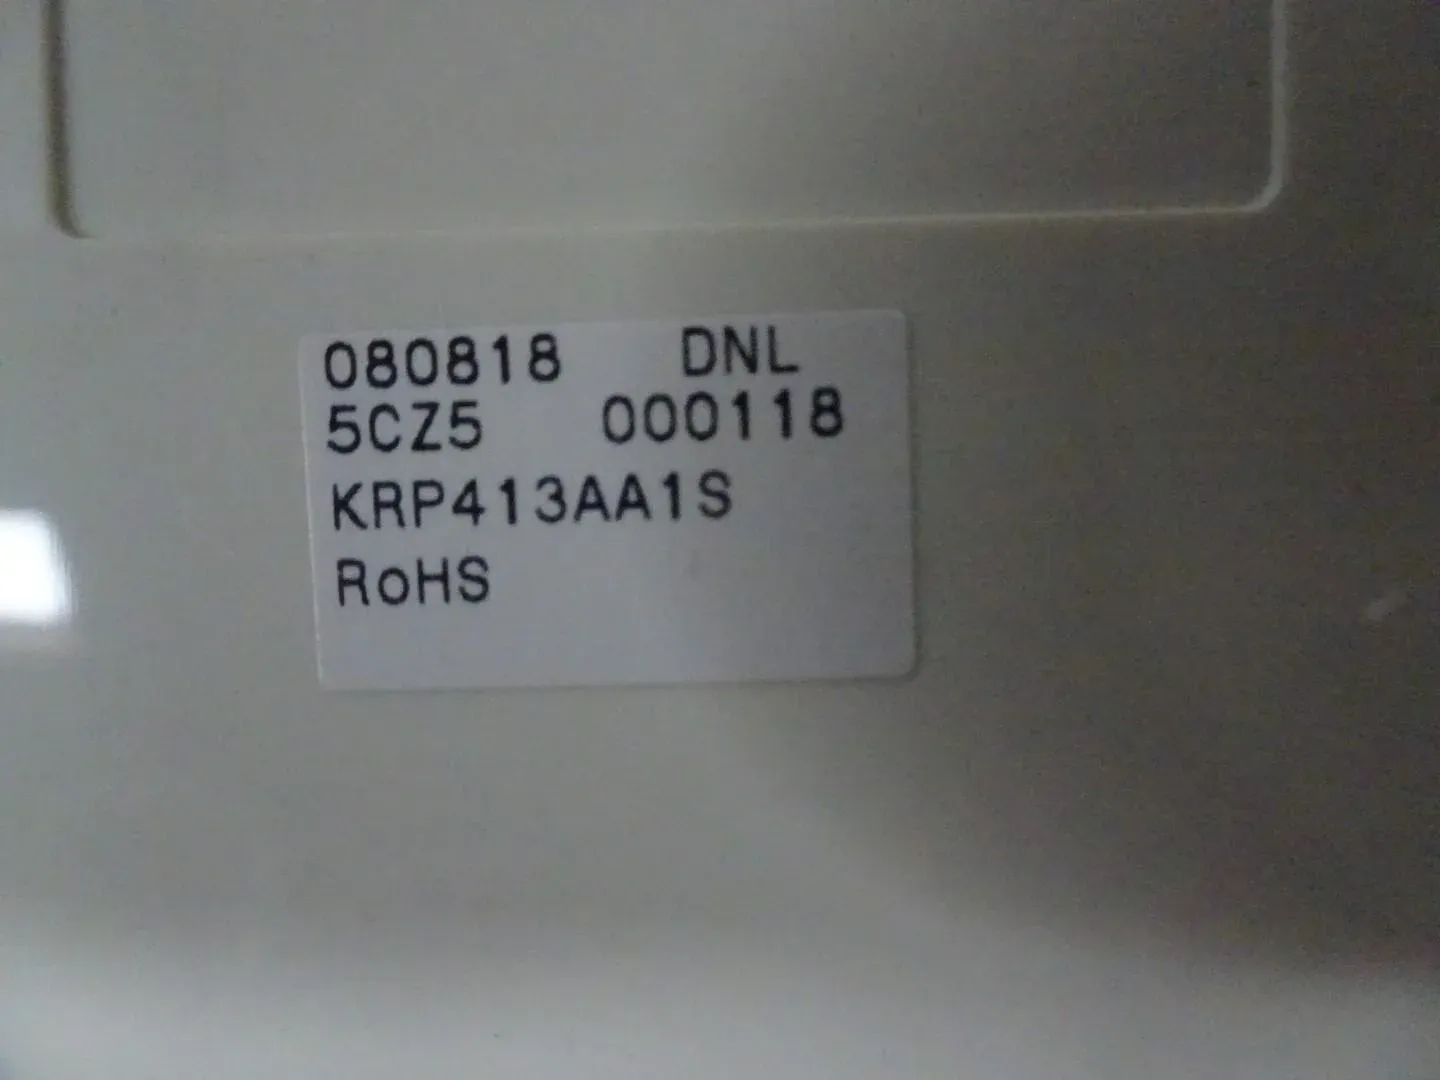 080818 DNL
5CZ5 000118
KRP413AA1S
RoHS